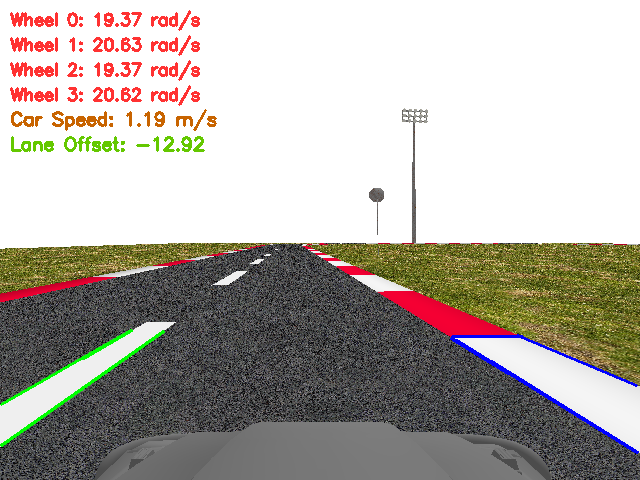 Wheel 0: 19.37 rad/s
Wheel 1: 20.63 rad/s
Wheel 2: 19.37 rad/s
Wheel 3: 20.62 rad/s
Car Speed: 1.19 m/s
Lane Offset: -12.92